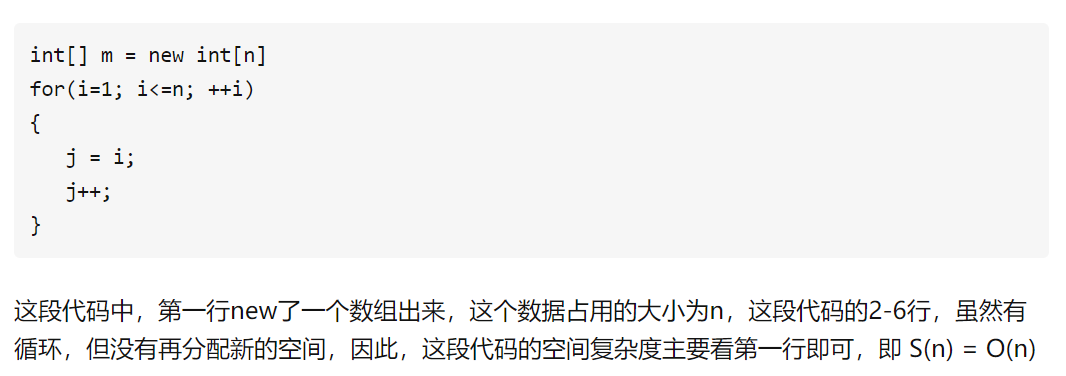 int[] m = new int[n]
for(i=1; i<=n; ++i)
{
   j = i;
   j++;
}
这段代码中，第一行new了一个数组出来，这个数据占用的大小为n，这段代码的2-6行，虽然有
循环，但没有再分配新的空间，因此，这段代码的空间复杂度主要看第一行即可，即 S(n) = O(n)